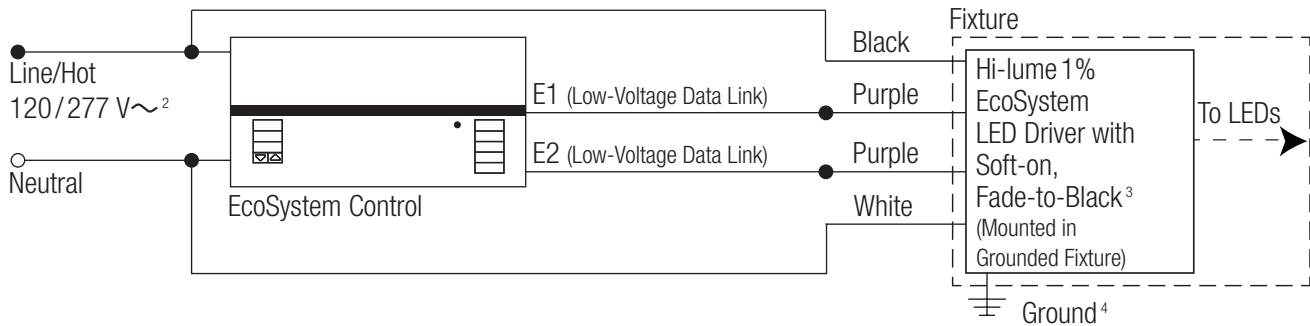 Fixture
Black
Line/Hot
120/277 V~ 2
E1 (Low-Voltage Data Link)
Purple
E2 (Low-Voltage Data Link)
Purple
Neutral
EcoSystem Control
White
Hi-lume 1%
EcoSystem
LED Driver with
Soft-on,
Fade-to-Black 3
(Mounted in
Grounded Fixture)
To LEDs
Ground 4